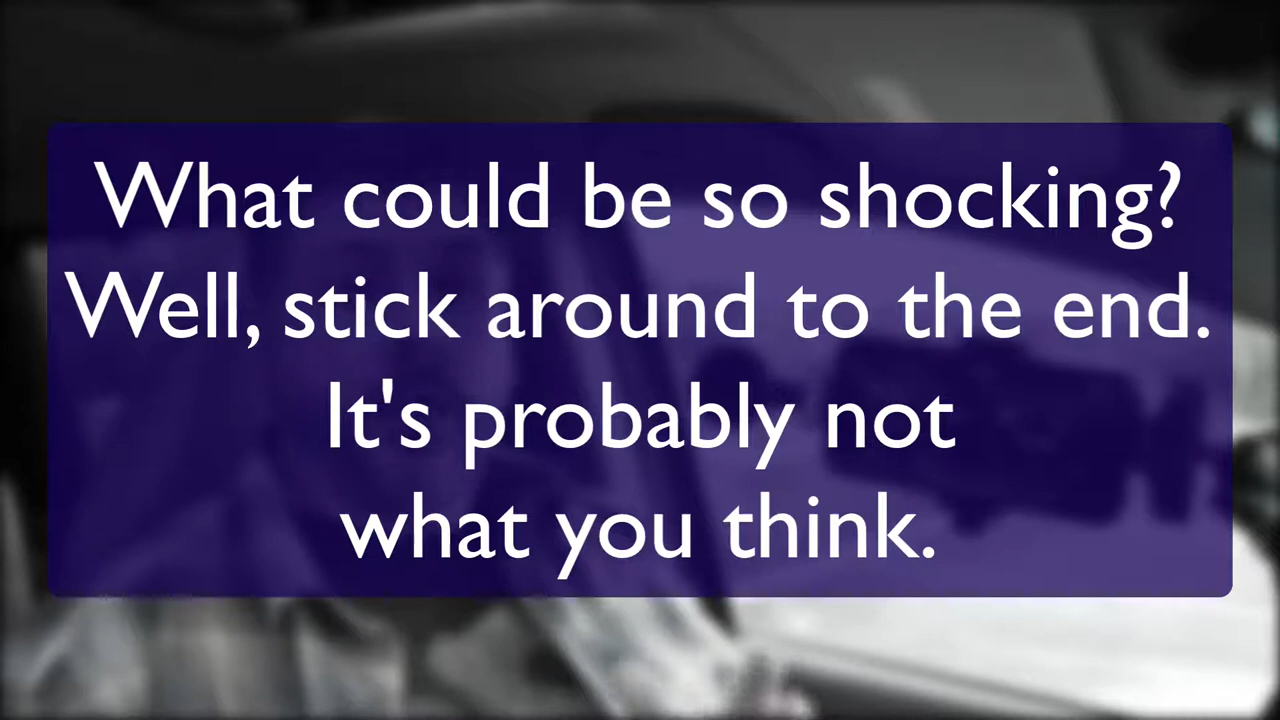 What could be so shocking?
Well, stick around to the end.
It's probably not
what you think.